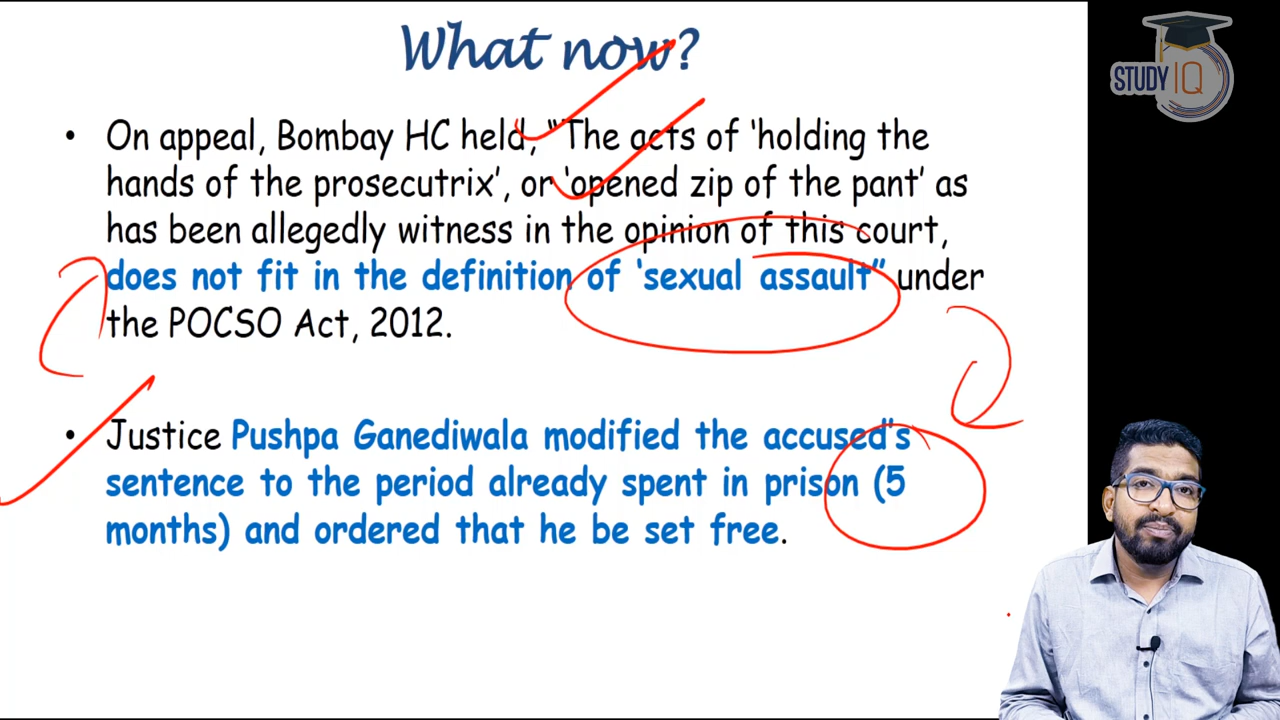 What now?
STUDY IQ
• On appeal, Bombay HC held, “The acts of ‘holding the
hands of the prosecutrix’, or ‘opened zip of the pant’ as
has been allegedly witness in the opinion of this court,
does not fit in the definition of ‘sexual assault” under
the POCSO Act, 2012.
• Justice Pushpa Ganediwala modified the accused's
sentence to the period already spent in prison (5
months) and ordered that he be set free.